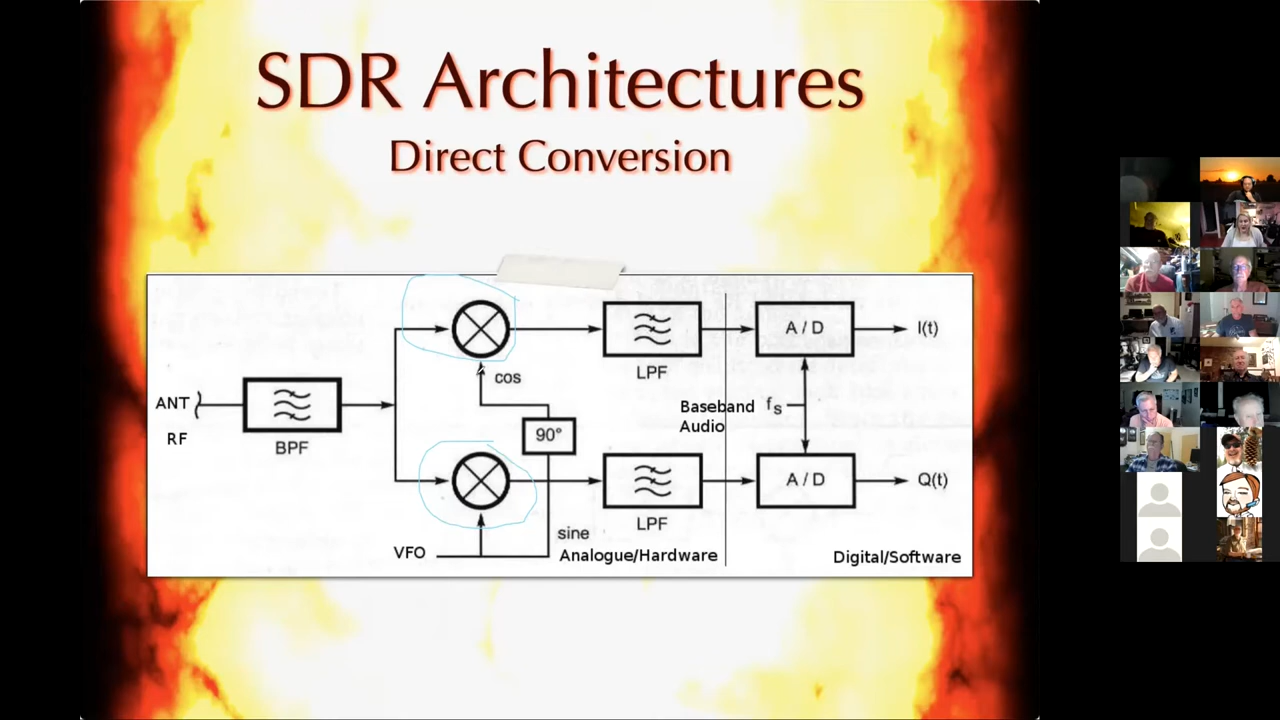 SDR Architectures
Direct Conversion
cos
A / D
I(t)
LPF
ANT
RF
BPF
90°
Baseband
Audio
fs
A / D
Q(t)
LPF
sine
VFO
Analogue/Hardware
Digital/Software